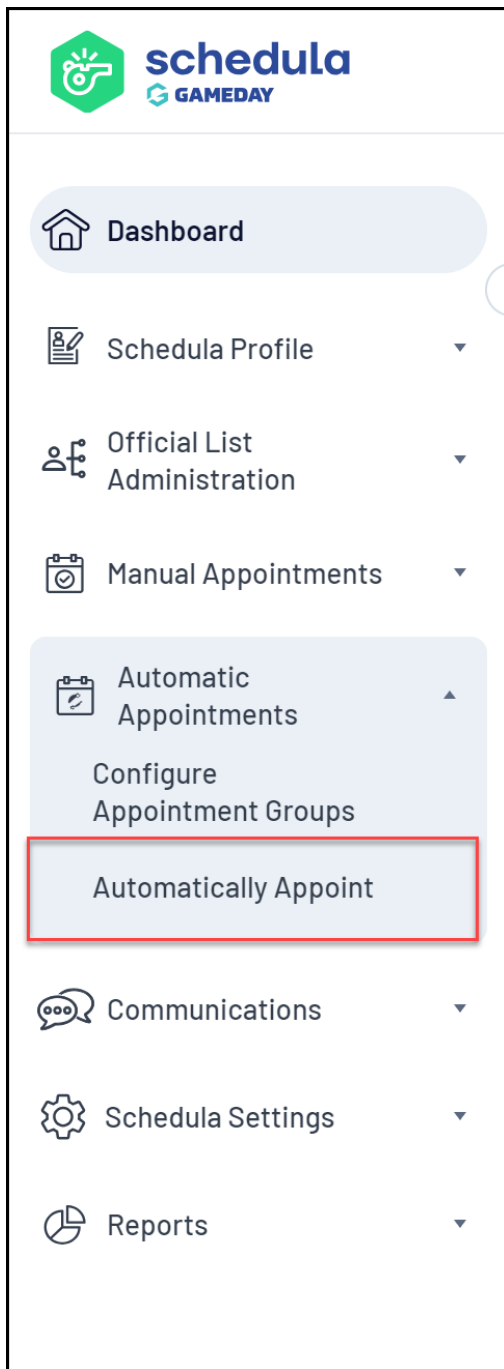 schedula
GAMEDAY
Dashboard
Schedula Profile
Official List
Administration
Manual Appointments
Automatic
Appointments
Configure
Appointment Groups
Automatically Appoint
Communications
Schedula Settings
Reports